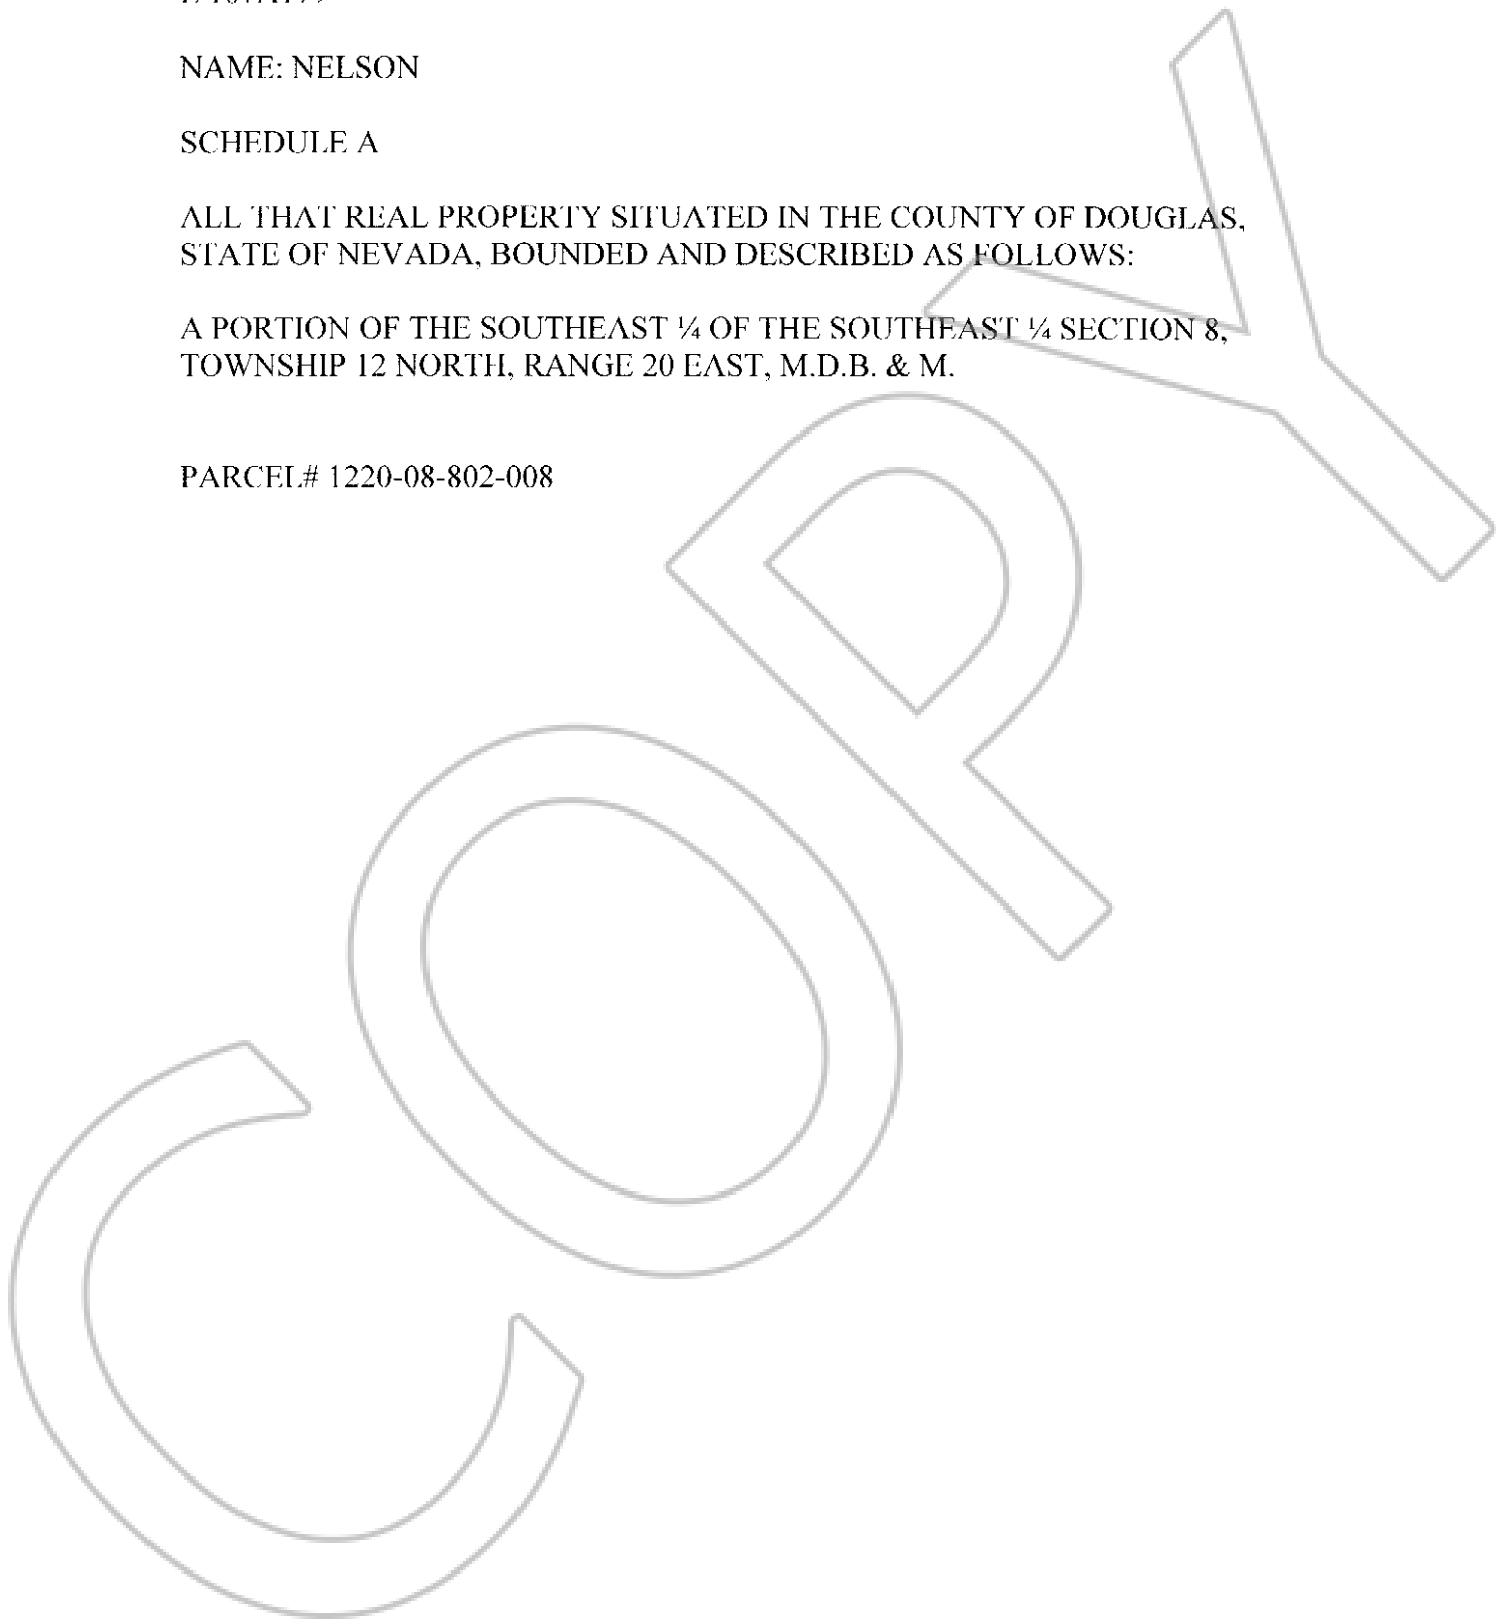 NAME: NELSON
SCHEDULE A
ALL THAT REAL PROPERTY SITUATED IN THE COUNTY OF DOUGLAS,
STATE OF NEVADA, BOUNDED AND DESCRIBED AS FOLLOWS:
A PORTION OF THE SOUTHEAST ¼ OF THE SOUTHEAST ¼ SECTION 8,
TOWNSHIP 12 NORTH, RANGE 20 EAST, M.D.B. & M.
PARCEL# 1220-08-802-008
COPY